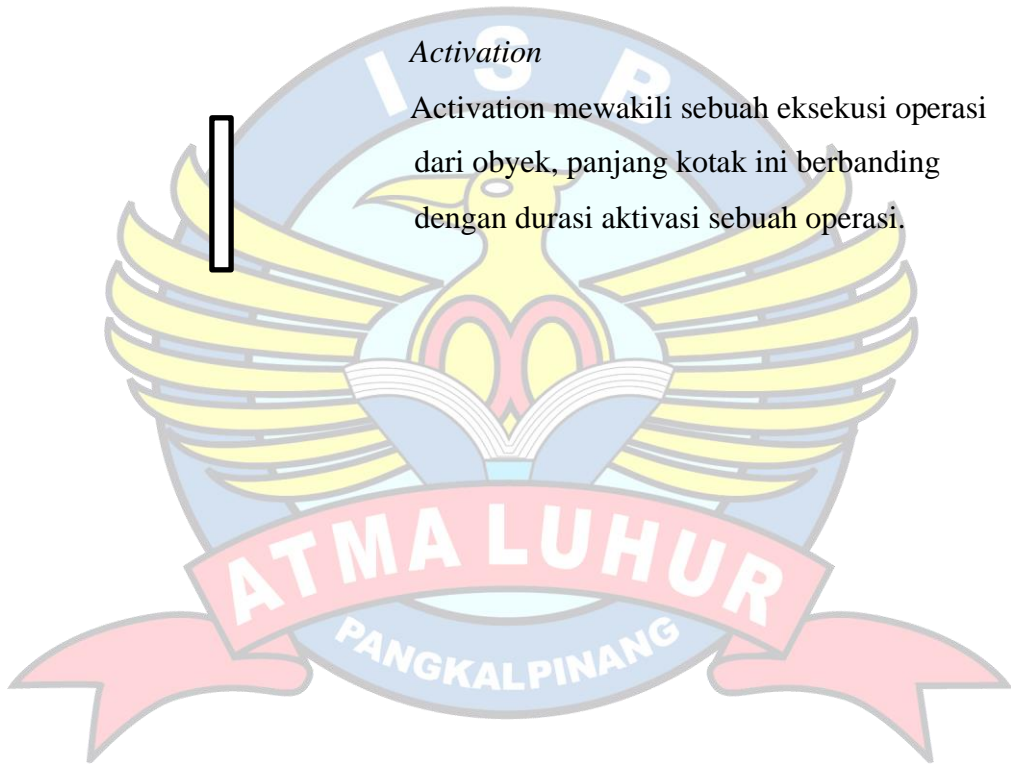 Activation
Activation mewakili sebuah eksekusi operasi
dari obyek, panjang kotak ini berbanding
dengan durasi aktivasi sebuah operasi.
I S B
ATMA LUHUR
PANGKALPINANG